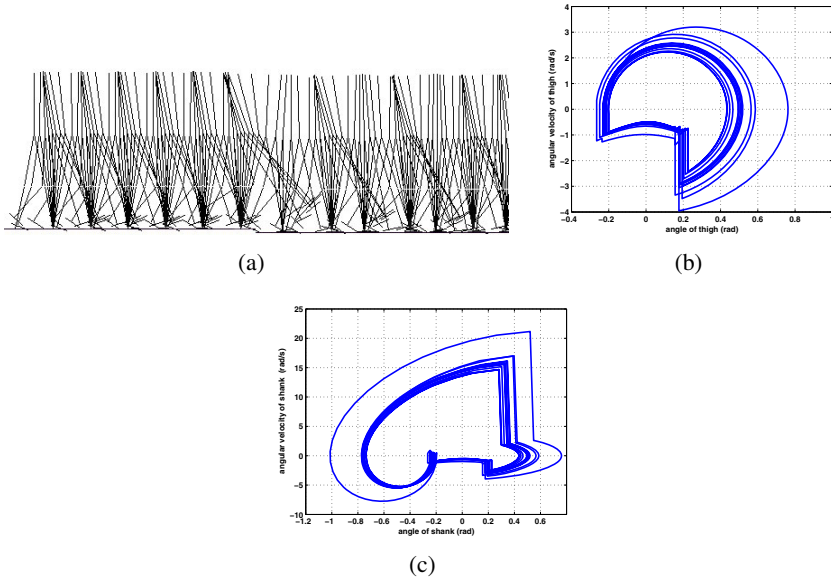 4
3
2
1
0
−1
−2
−3
−4
angular velocity of thigh (rad/s)
−0.4 −0.2 0 0.2 0.4 0.6 0.8
angle of thigh (rad)
(a)
(b)
25
20
15
10
5
0
−5
−10
angular velocity of shank (rad/s)
−1.2 −1 −0.8 −0.6 −0.4 −0.2 0 0.2 0.4 0.6
angle of shank (rad)
(c)